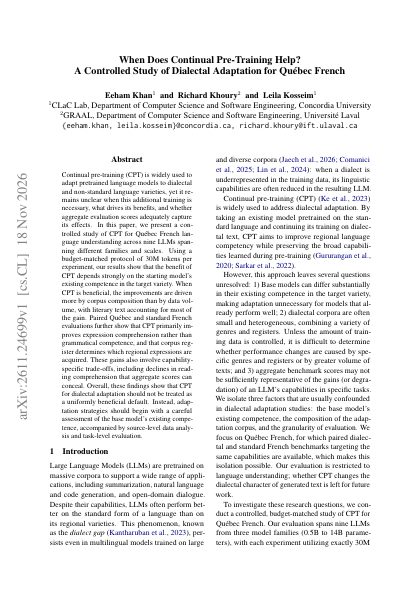 When Does Continual Pre-Training Help?
A Controlled Study of Dialectal Adaptation for Québec French
Eeham Khan¹ and Richard Khoury² and Leila Kosseim¹
¹CLaC Lab, Department of Computer Science and Software Engineering, Concordia University
²GRAAL, Department of Computer Science and Software Engineering, Université Laval
{eeham.khan, leila.kosseim}@concordia.ca, richard.khoury@ift.ulaval.ca
arXiv:2611.24699v1 [cs.CL] 18 Nov 2026
Abstract
Continual pre-training (CPT) is widely used to
adapt pretrained language models to dialectal
and non-standard language varieties, yet it re-
mains unclear when this additional training is
necessary, what drives its benefits, and whether
aggregate evaluation scores adequately capture
its effects. In this paper, we present a con-
trolled study of CPT for Québec French lan-
guage understanding across nine LLMs span-
ning different families and scales. Using a
budget-matched protocol of 30M tokens per
experiment, our results show that the benefit of
CPT depends strongly on the starting model's
existing competence in the target variety. When
CPT is beneficial, the improvements are driven
more by corpus composition than by data vol-
ume, with literary text accounting for most of
the gain. Paired Québec and standard French
evaluations further show that CPT primarily
improves expression comprehension rather than
grammatical competence, and that corpus reg-
ister determines which regional expressions are
acquired. These gains also involve capability-
specific trade-offs, including declines in read-
ing comprehension that aggregate scores can
conceal. Overall, these findings show that CPT
for dialectal adaptation should not be treated as
a uniformly beneficial default. Instead, adap-
tation strategies should begin with a careful
assessment of the base model's existing compe-
tence, accompanied by source-level data analy-
sis and task-level evaluation.
1 Introduction
Large Language Models (LLMs) are pretrained on
massive corpora to support a wide range of appli-
cations, including summarization, natural language
and code generation, and open-domain dialogue.
Despite their capabilities, LLMs often perform bet-
ter on the standard form of a language than on
its regional varieties. This phenomenon, known
as the dialect gap (Kantharuban et al., 2023), per-
sists even in multilingual models trained on large
and diverse corpora (Jaech et al., 2026; Comanici
et al., 2025; Lin et al., 2024): when a dialect is
underrepresented in the training data, its linguistic
capabilities are often reduced in the resulting LLM.
Continual pre-training (CPT) (Ke et al., 2023)
is widely used to address dialectal adaptation. By
taking an existing model pretrained on the stan-
dard language and continuing its training on dialec-
tal text, CPT aims to improve regional language
competence while preserving the broad capabili-
ties learned during pre-training (Gururangan et al.,
2020; Sarkar et al., 2022).
However, this approach leaves several questions
unresolved: 1) Base models can differ substantially
in their existing competence in the target variety,
making adaptation unnecessary for models that al-
ready perform well; 2) dialectal corpora are often
small and heterogeneous, combining a variety of
genres and registers. Unless the amount of train-
ing data is controlled, it is difficult to determine
whether performance changes are caused by spe-
cific genres and registers or by greater volumes of
texts; and 3) aggregate benchmark scores may not
be sufficiently representative of the gains (or degra-
dation) of an LLM's capabilities in specific tasks.
We isolate three factors that are usually confounded
in dialectal adaptation studies: the base model's
existing competence, the composition of the adap-
tation corpus, and the granularity of evaluation. We
focus on Québec French, for which paired dialec-
tal and standard French benchmarks targeting the
same capabilities are available, which makes this
isolation possible. Our evaluation is restricted to
language understanding; whether CPT changes the
dialectal character of generated text is left for future
work.
To investigate these research questions, we con-
duct a controlled, budget-matched study of CPT for
Québec French. Our evaluation spans nine LLMs
from three model families (0.5B to 14B parame-
ters), with each experiment utilizing exactly 30M